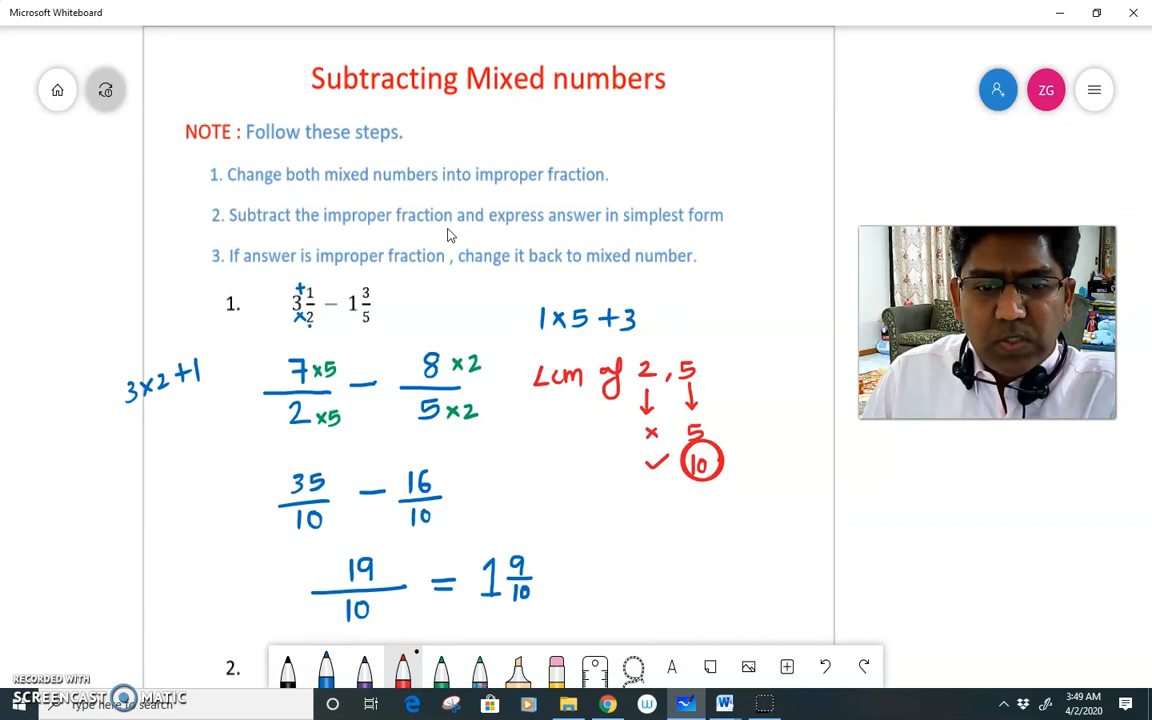 Microsoft Whiteboard
Subtracting Mixed numbers
ZG
NOTE : Follow these steps.
1. Change both mixed numbers into improper fraction.
2. Subtract the improper fraction and express answer in simplest form
3. If answer is improper fraction , change it back to mixed number.
1. 3 1/2 − 1 3/5
+
×
1 × 5 + 3
3 × 2 + 1
7 ×5 / 2 ×5 − 8 ×2 / 5 ×2
Lcm of 2 , 5
× 5
✓ 10
35/10 − 16/10
19/10 = 1 9/10
2.
RECORDED WITH
SCREENCAST MATIC
Type here to search
3:49 AM
4/2/2020